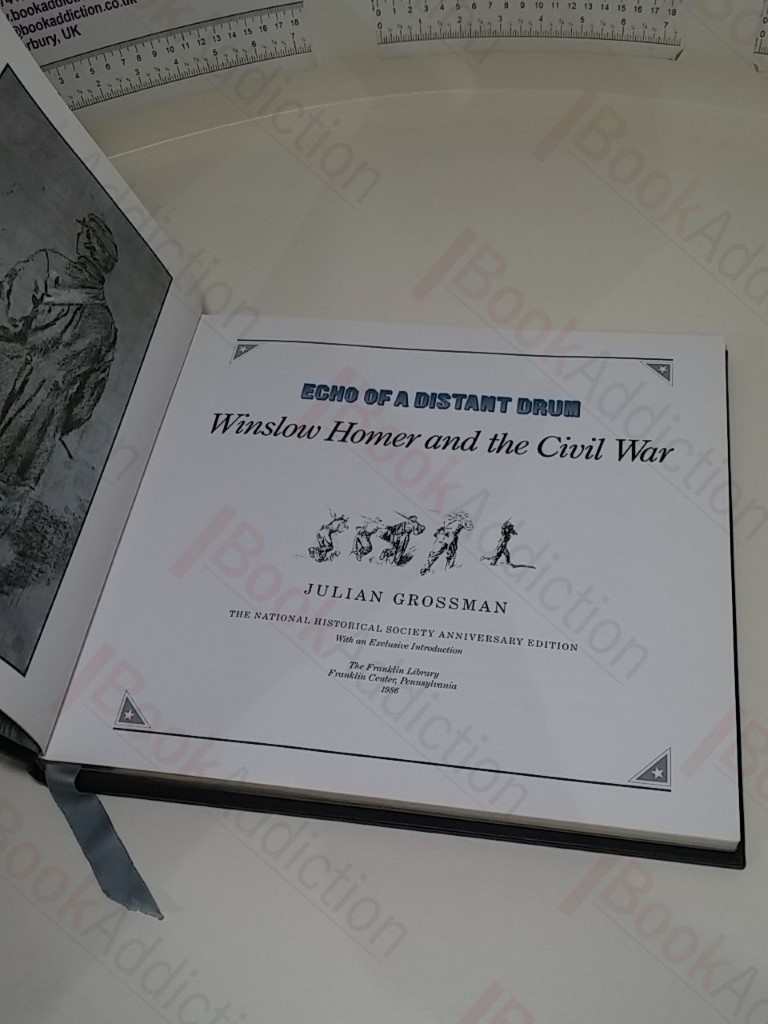 bookaddiction.co.uk
rbury, UK
ECHO OF A DISTANT DRUM
Winslow Homer and the Civil War
JULIAN GROSSMAN
THE NATIONAL HISTORICAL SOCIETY ANNIVERSARY EDITION
With an Exclusive Introduction
The Franklin Library
Franklin Center, Pennsylvania
1986
BookAddiction